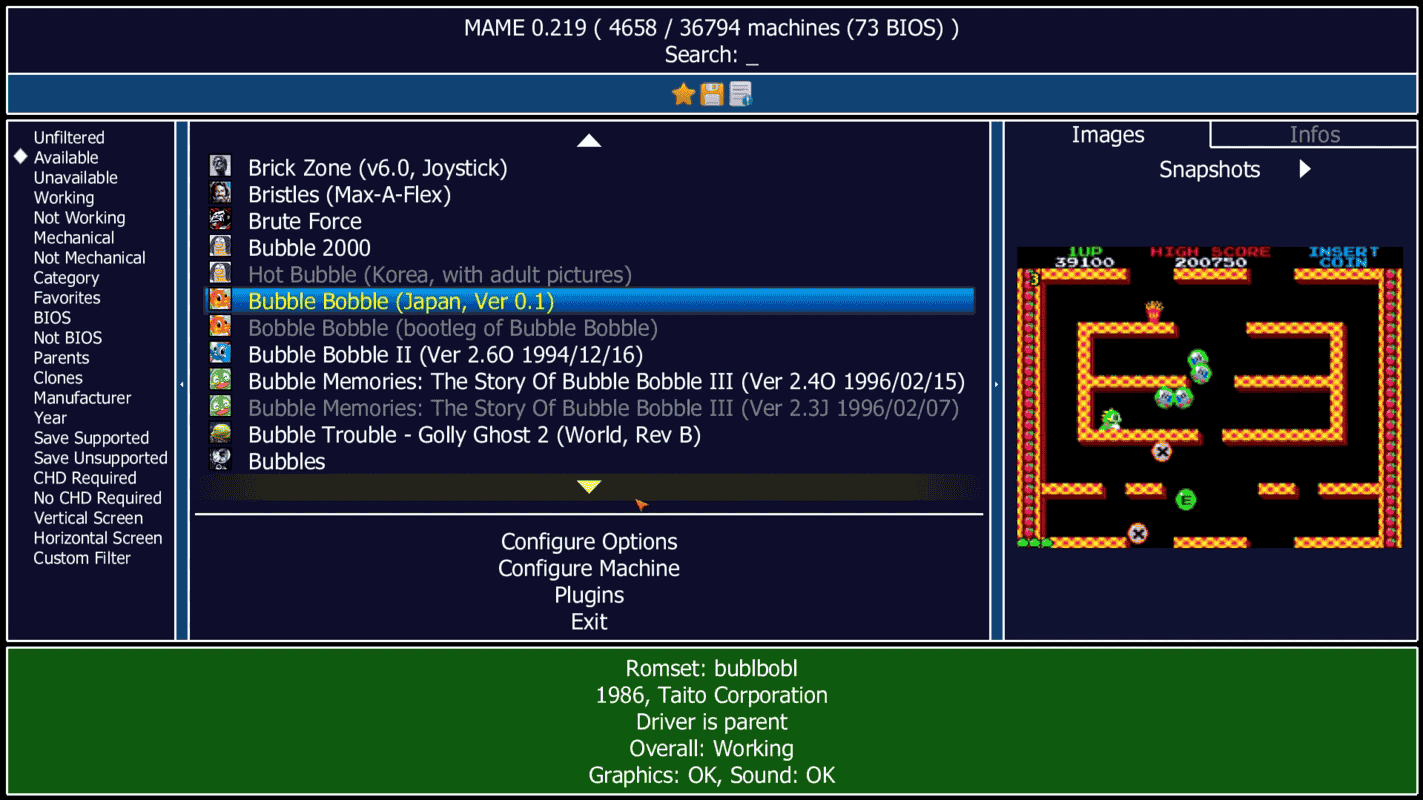 MAME 0.219 ( 4658 / 36794 machines (73 BIOS) )
Search: _
Unfiltered
Available
Unavailable
Working
Not Working
Mechanical
Not Mechanical
Category
Favorites
BIOS
Not BIOS
Parents
Clones
Manufacturer
Year
Save Supported
Save Unsupported
CHD Required
No CHD Required
Vertical Screen
Horizontal Screen
Custom Filter
Brick Zone (v6.0, Joystick)
Bristles (Max-A-Flex)
Brute Force
Bubble 2000
Hot Bubble (Korea, with adult pictures)
Bubble Bobble (Japan, Ver 0.1)
Bobble Bobble (bootleg of Bubble Bobble)
Bubble Bobble II (Ver 2.6O 1994/12/16)
Bubble Memories: The Story Of Bubble Bobble III (Ver 2.4O 1996/02/15)
Bubble Memories: The Story Of Bubble Bobble III (Ver 2.3J 1996/02/07)
Bubble Trouble - Golly Ghost 2 (World, Rev B)
Bubbles
Configure Options
Configure Machine
Plugins
Exit
Images
Infos
Snapshots
1UP HIGH SCORE INSERT
39100 200750 COIN
3
E
Romset: bublbobl
1986, Taito Corporation
Driver is parent
Overall: Working
Graphics: OK, Sound: OK